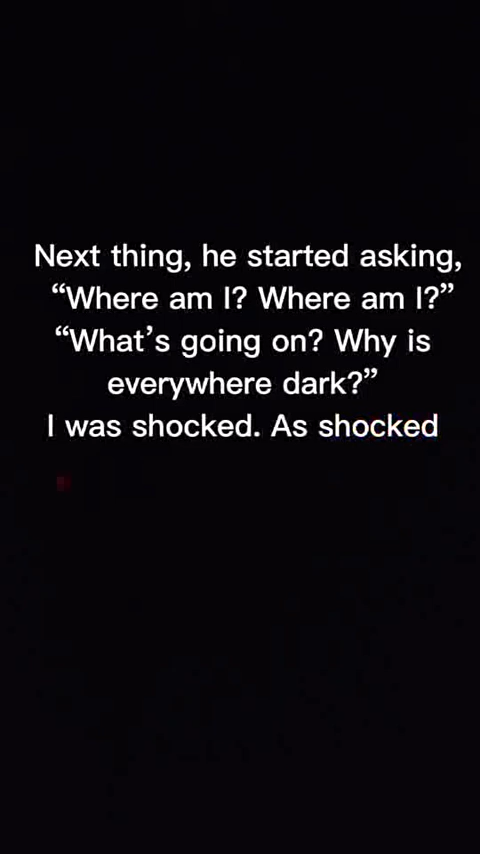 Next thing, he started asking,
“Where am I? Where am I?”
“What’s going on? Why is
everywhere dark?”
I was shocked. As shocked